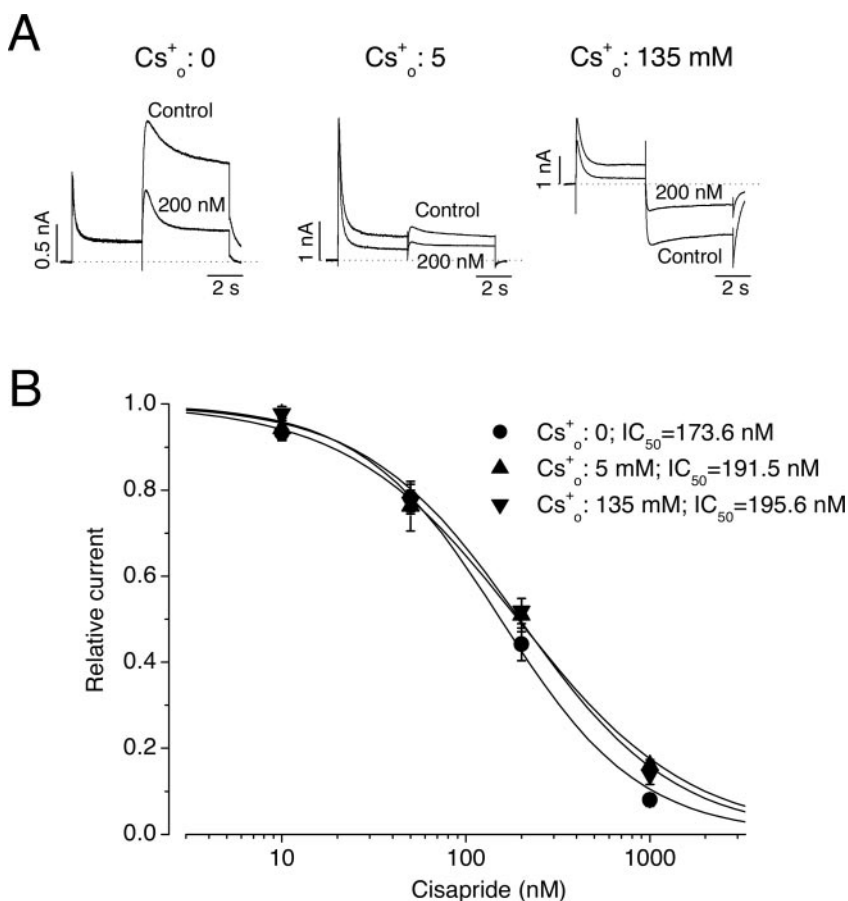 A
Cs⁺ₒ: 0
Cs⁺ₒ: 5
Cs⁺ₒ: 135 mM
Control
200 nM
0.5 nA
2 s
Control
200 nM
1 nA
2 s
1 nA
200 nM
Control
2 s
B
Relative current
1.0
0.8
0.6
0.4
0.2
0.0
Cs⁺ₒ: 0; IC₅₀=173.6 nM
Cs⁺ₒ: 5 mM; IC₅₀=191.5 nM
Cs⁺ₒ: 135 mM; IC₅₀=195.6 nM
10
100
1000
Cisapride (nM)